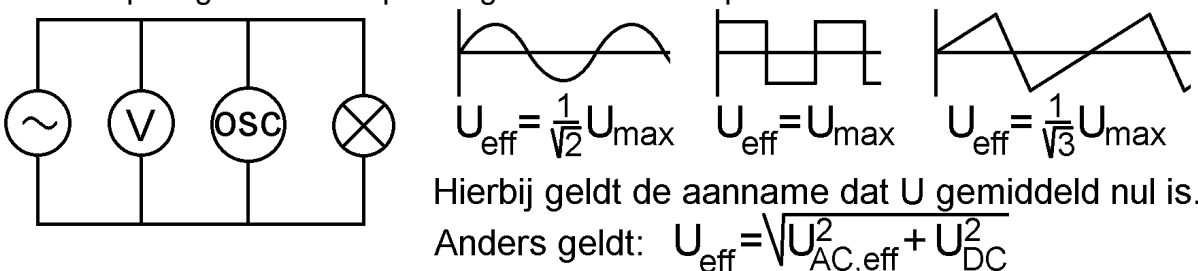 V OSC
U_eff = 1/√2 U_max U_eff = U_max U_eff = 1/√3 U_max
Hierbij geldt de aanname dat U gemiddeld nul is.
Anders geldt: U_eff = √(U²_AC,eff + U²_DC)